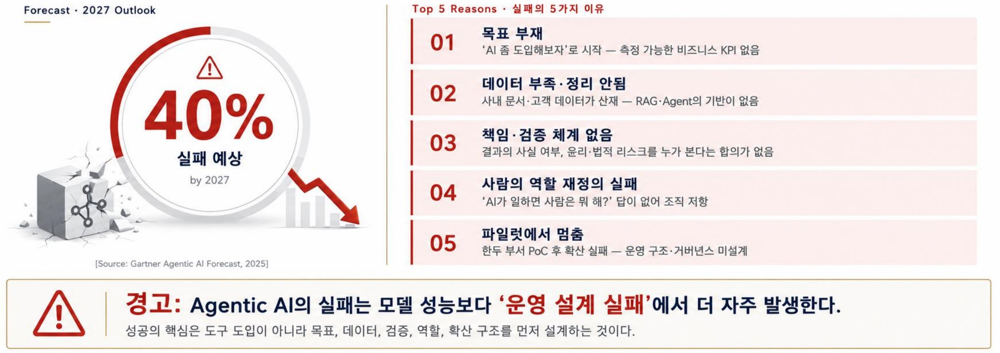 Forecast · 2027 Outlook
40%
실패 예상
by 2027
[Source: Gartner Agentic AI Forecast, 2025]
Top 5 Reasons · 실패의 5가지 이유
01
목표 부재
‘AI 좀 도입해보자’로 시작 — 측정 가능한 비즈니스 KPI 없음
02
데이터 부족·정리 안됨
사내 문서·고객 데이터가 산재 — RAG·Agent의 기반이 없음
03
책임·검증 체계 없음
결과의 사실 여부, 윤리·법적 리스크를 누가 본다는 합의가 없음
04
사람의 역할 재정의 실패
‘AI가 일하면 사람은 뭐 해?’ 답이 없어 조직 저항
05
파일럿에서 멈춤
한두 부서 PoC 후 확산 실패 — 운영 구조·거버넌스 미설계
경고: Agentic AI의 실패는 모델 성능보다 ‘운영 설계 실패’에서 더 자주 발생한다.
성공의 핵심은 도구 도입이 아니라 목표, 데이터, 검증, 역할, 확산 구조를 먼저 설계하는 것이다.